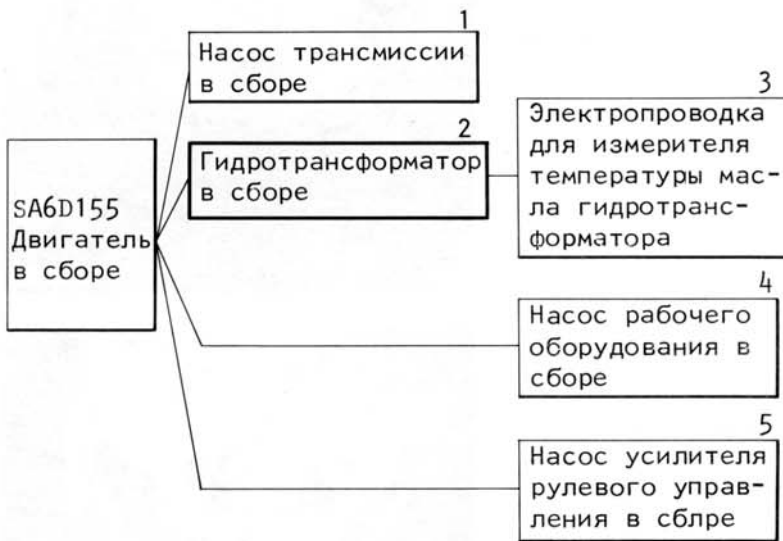 1
Насос трансмиссии
в сборе
2
Гидротрансформатор
в сборе
3
Электропроводка
для измерителя
температуры мас-
ла гидротранс-
форматора
SA6D155
Двигатель
в сборе
4
Насос рабочего
оборудования в
сборе
5
Насос усилителя
рулевого управ-
ления в сблре